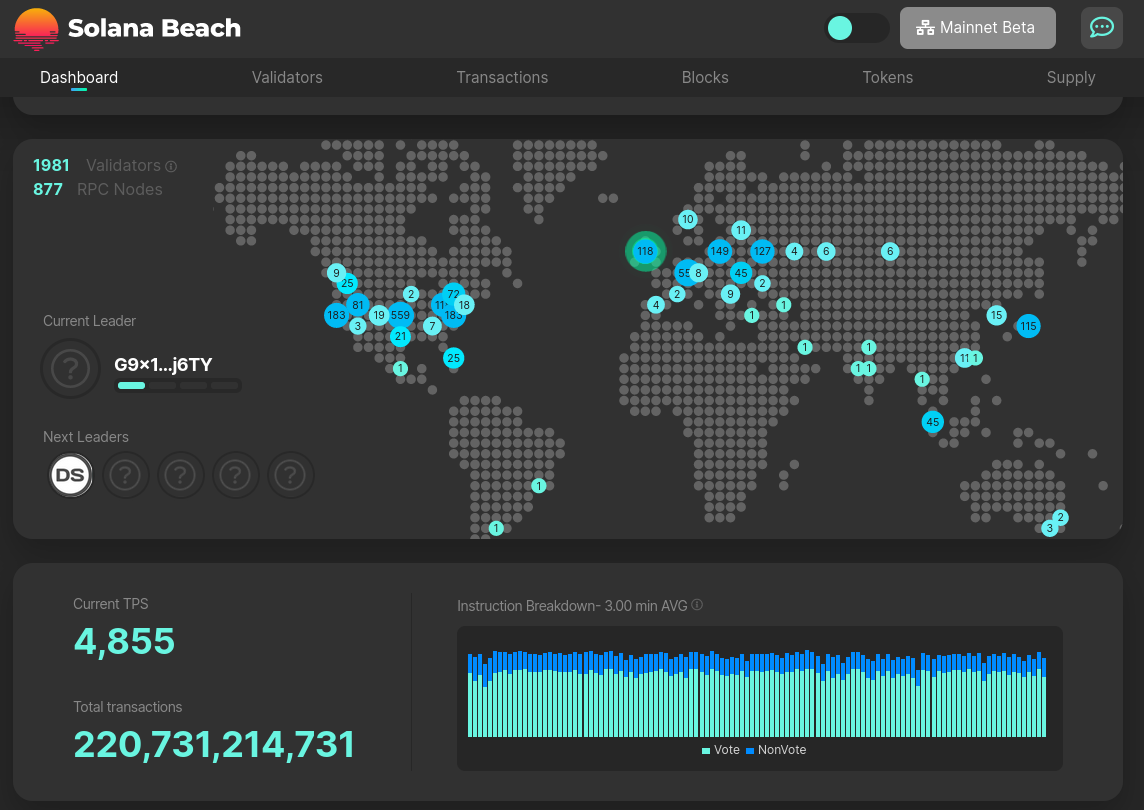 Solana Beach
Mainnet Beta
Dashboard Validators Transactions Blocks Tokens Supply
1981 Validators
877 RPC Nodes
10
11
118 149 127 4 6 6
9 25 55 8 45 2
2 72 2 9
81 18 4 1
183 19 559 183 1 15
3 7 115
21
1 1
25 11 1
1 1 1
1
45
1
2
1 3
Current Leader
G9x1...j6TY
Next Leaders
DS ? ? ? ?
Current TPS
4,855
Total transactions
220,731,214,731
Instruction Breakdown- 3.00 min AVG
Vote NonVote